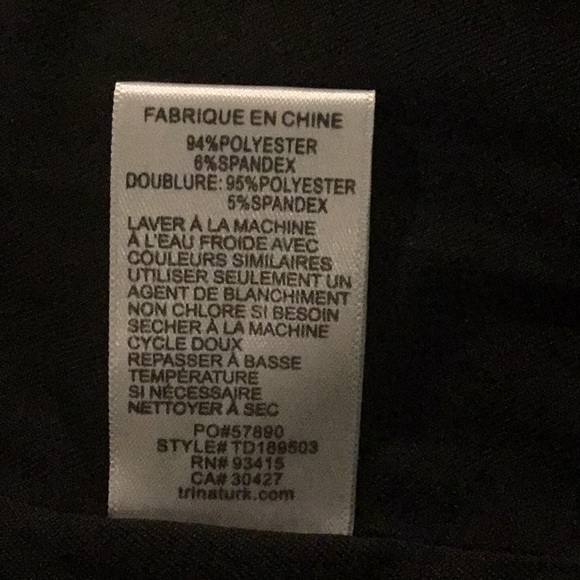 FABRIQUE EN CHINE
94%POLYESTER
6%SPANDEX
DOUBLURE: 95%POLYESTER
5%SPANDEX
LAVER À LA MACHINE
À L'EAU FROIDE AVEC
COULEURS SIMILAIRES
UTILISER SEULEMENT UN
AGENT DE BLANCHIMENT
NON CHLORE SI BESOIN
SECHER À LA MACHINE
CYCLE DOUX
REPASSER À BASSE
TEMPÉRATURE
SI NÉCESSAIRE
NETTOYER À SEC
PO#57890
STYLE# TD189503
RN# 93415
CA# 30427
trinaturk.com